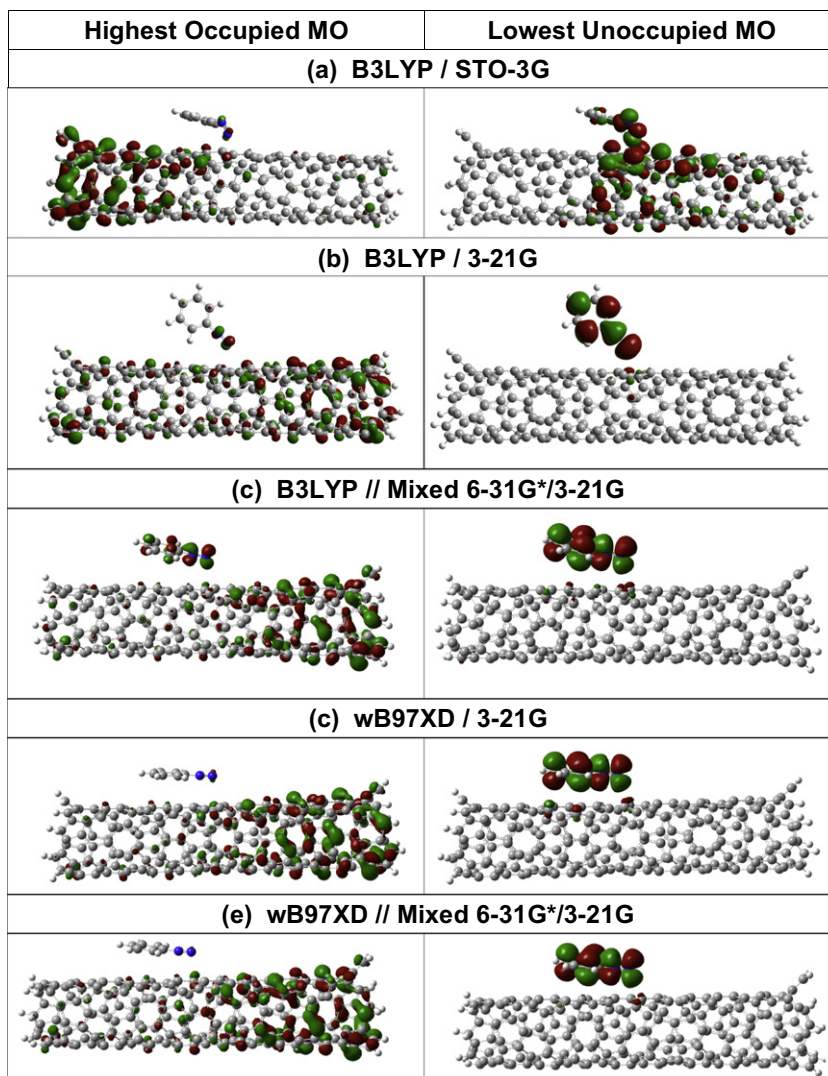 Highest Occupied MO
Lowest Unoccupied MO
(a) B3LYP / STO-3G
(b) B3LYP / 3-21G
(c) B3LYP // Mixed 6-31G*/3-21G
(c) wB97XD / 3-21G
(e) wB97XD // Mixed 6-31G*/3-21G